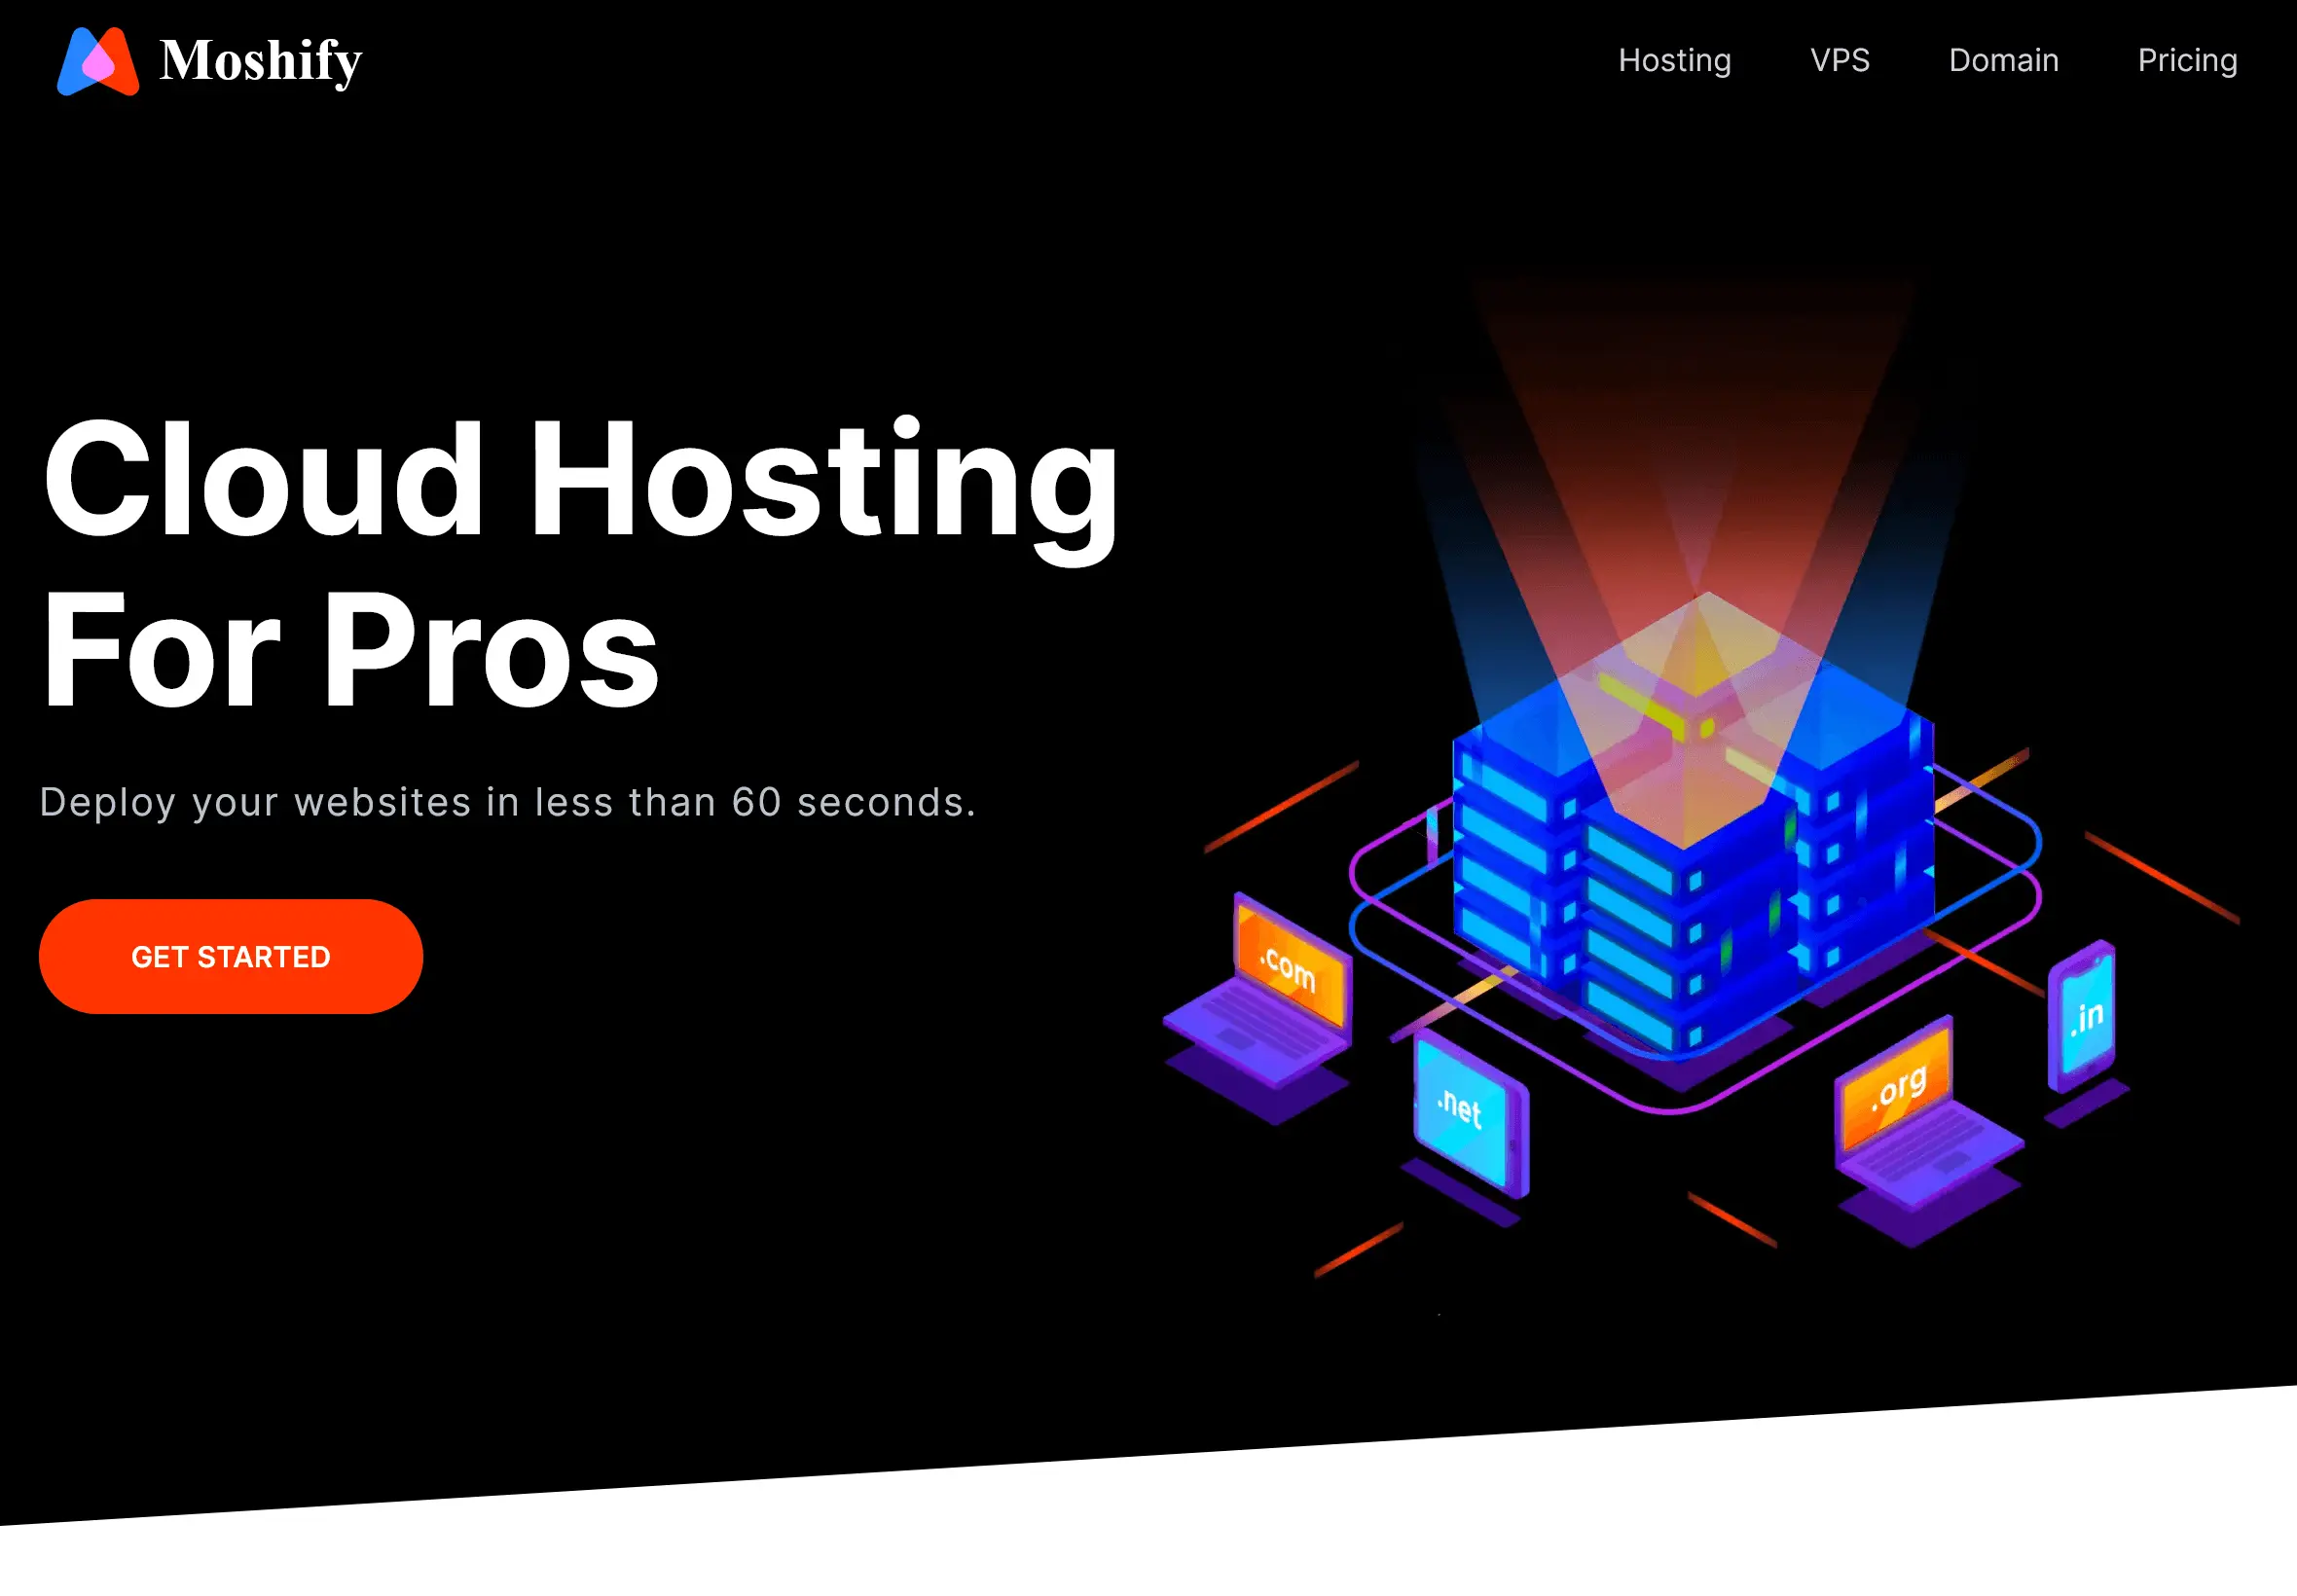 Moshify
Hosting VPS Domain Pricing
Cloud Hosting
For Pros
Deploy your websites in less than 60 seconds.
GET STARTED
.com
.net
.org
.in